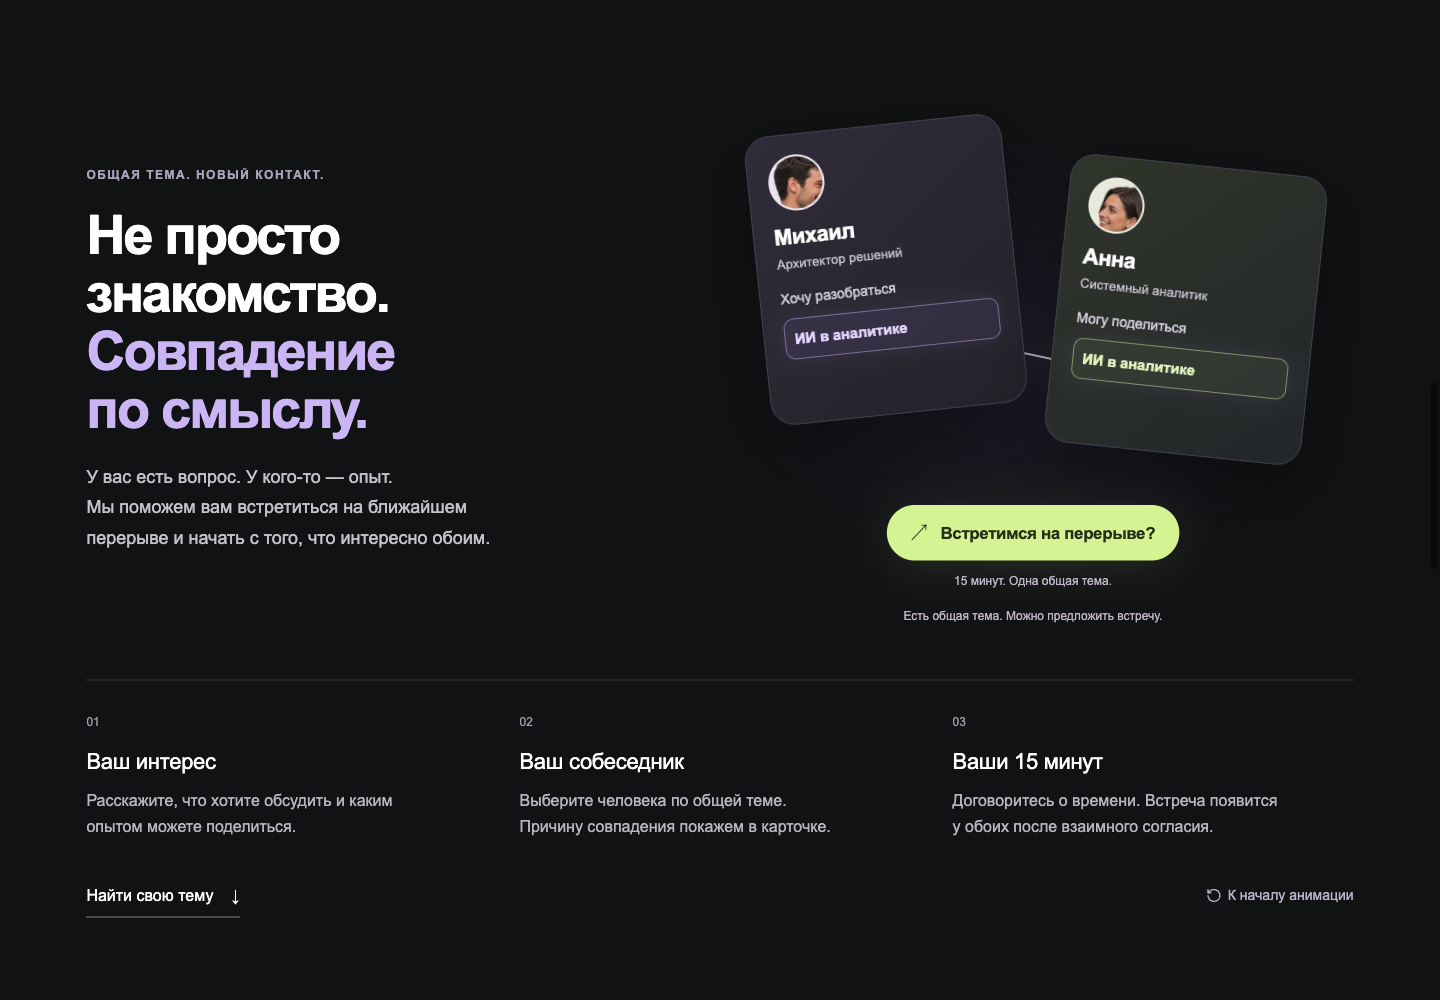 ОБЩАЯ ТЕМА. НОВЫЙ КОНТАКТ.
Не просто
знакомство.
Совпадение
по смыслу.
У вас есть вопрос. У кого-то — опыт.
Мы поможем вам встретиться на ближайшем
перерыве и начать с того, что интересно обоим.
Михаил
Архитектор решений
Хочу разобраться
ИИ в аналитике
Анна
Системный аналитик
Могу поделиться
ИИ в аналитике
Встретимся на перерыве?
15 минут. Одна общая тема.
Есть общая тема. Можно предложить встречу.
01
Ваш интерес
Расскажите, что хотите обсудить и каким
опытом можете поделиться.
02
Ваш собеседник
Выберите человека по общей теме.
Причину совпадения покажем в карточке.
03
Ваши 15 минут
Договоритесь о времени. Встреча появится
у обоих после взаимного согласия.
Найти свою тему ↓
К началу анимации